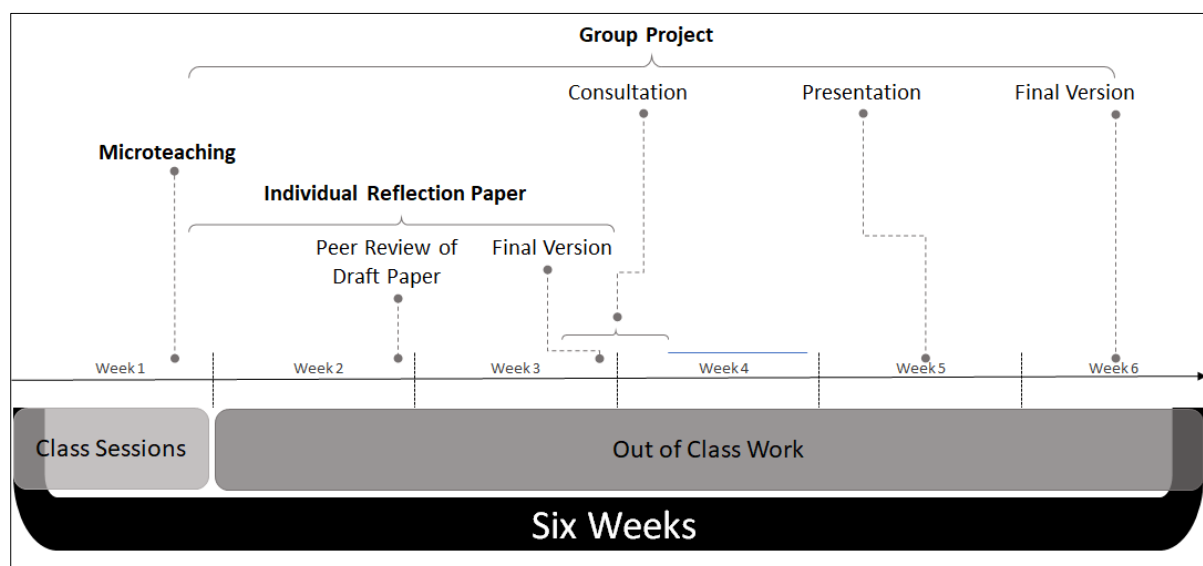 Group Project
Consultation
Presentation
Final Version
Microteaching
Individual Reflection Paper
Peer Review of
Draft Paper
Final Version
Week 1
Week 2
Week 3
Week 4
Week 5
Week 6
Class Sessions
Out of Class Work
Six Weeks